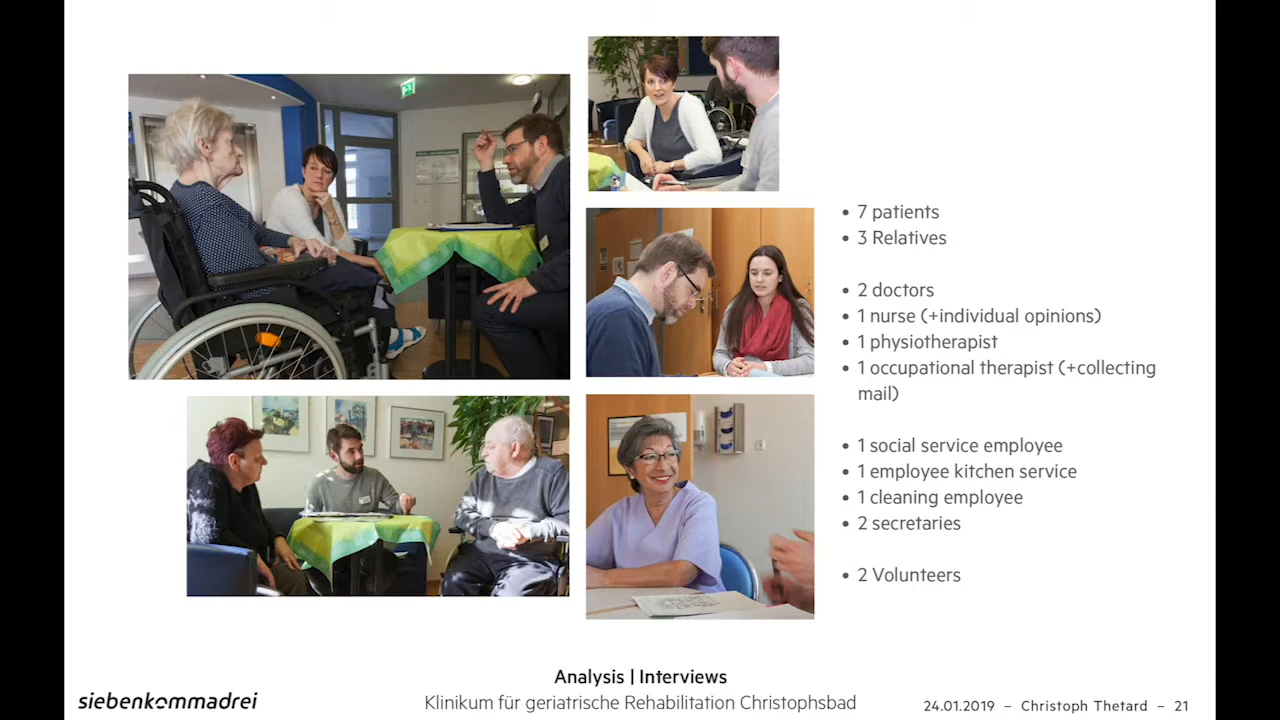 • 7 patients
• 3 Relatives
• 2 doctors
• 1 nurse (+individual opinions)
• 1 physiotherapist
• 1 occupational therapist (+collecting
mail)
• 1 social service employee
• 1 employee kitchen service
• 1 cleaning employee
• 2 secretaries
• 2 Volunteers
Analysis | Interviews
siebenkommadrei
Klinikum für geriatrische Rehabilitation Christophsbad
24.01.2019 – Christoph Thetard – 21